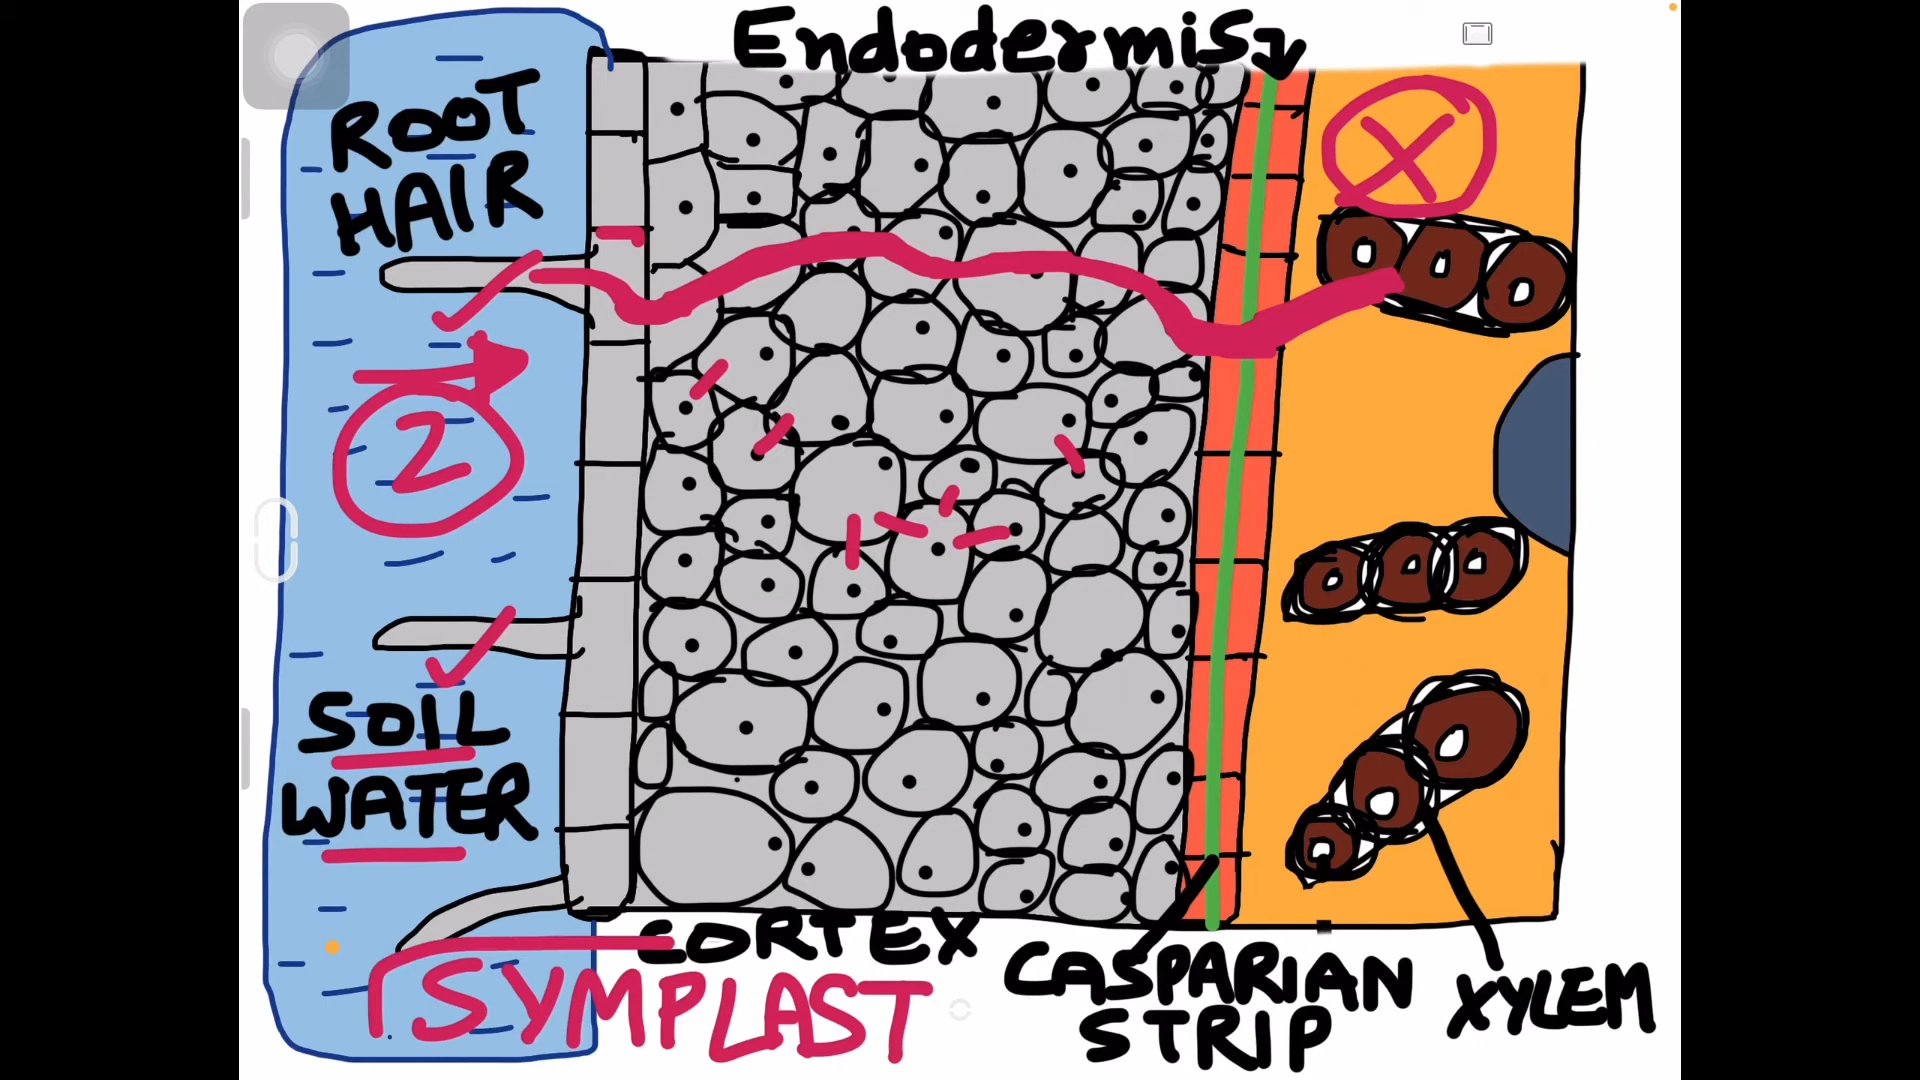 Endodermis
ROOT
HAIR
2
SOIL
WATER
CORTEX
SYMPLAST
CASPARIAN
STRIP
XYLEM